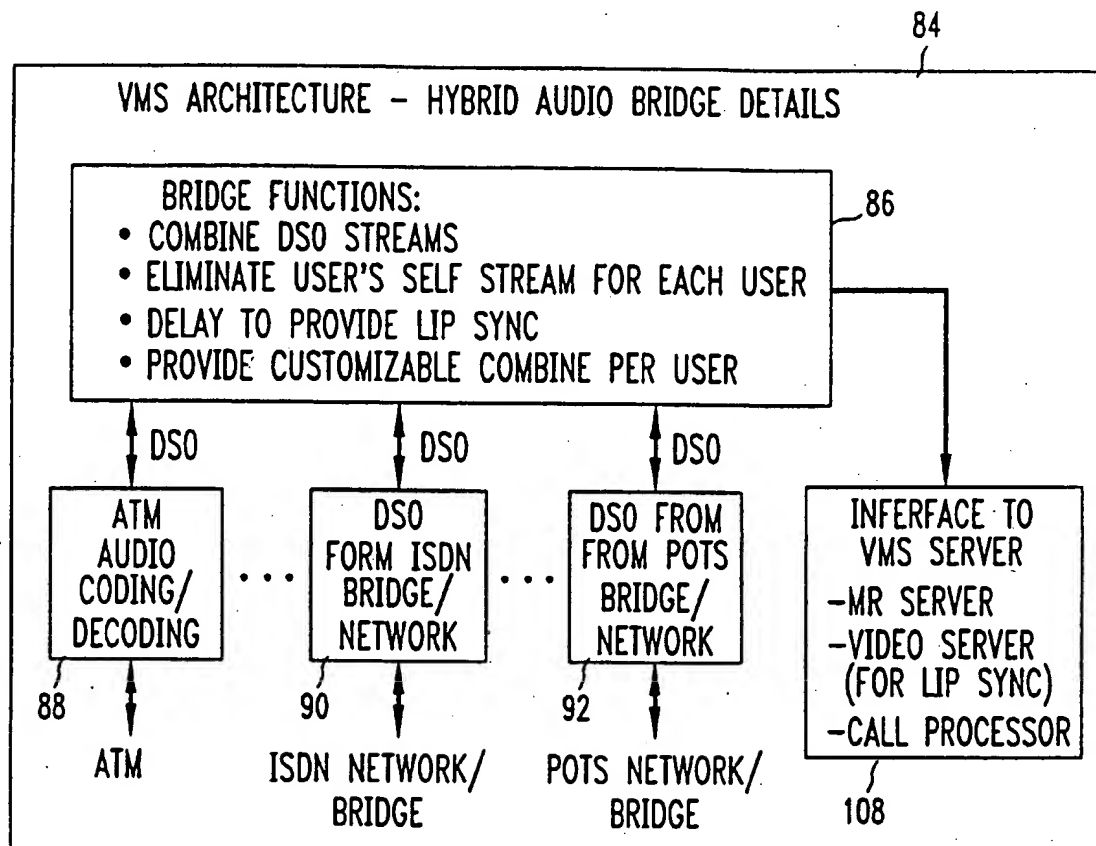 84
VMS ARCHITECTURE - HYBRID AUDIO BRIDGE DETAILS
BRIDGE FUNCTIONS:
• COMBINE DS0 STREAMS
• ELIMINATE USER'S SELF STREAM FOR EACH USER
• DELAY TO PROVIDE LIP SYNC
• PROVIDE CUSTOMIZABLE COMBINE PER USER
86
DS0
DS0
DS0
ATM
AUDIO
CODING/
DECODING
88
ATM
• • •
DS0
FORM ISDN
BRIDGE/
NETWORK
90
ISDN NETWORK/
BRIDGE
• • •
DS0 FROM
FROM POTS
BRIDGE/
NETWORK
92
POTS NETWORK/
BRIDGE
INFERFACE TO
VMS SERVER
-MR SERVER
-VIDEO SERVER
(FOR LIP SYNC)
-CALL PROCESSOR
108